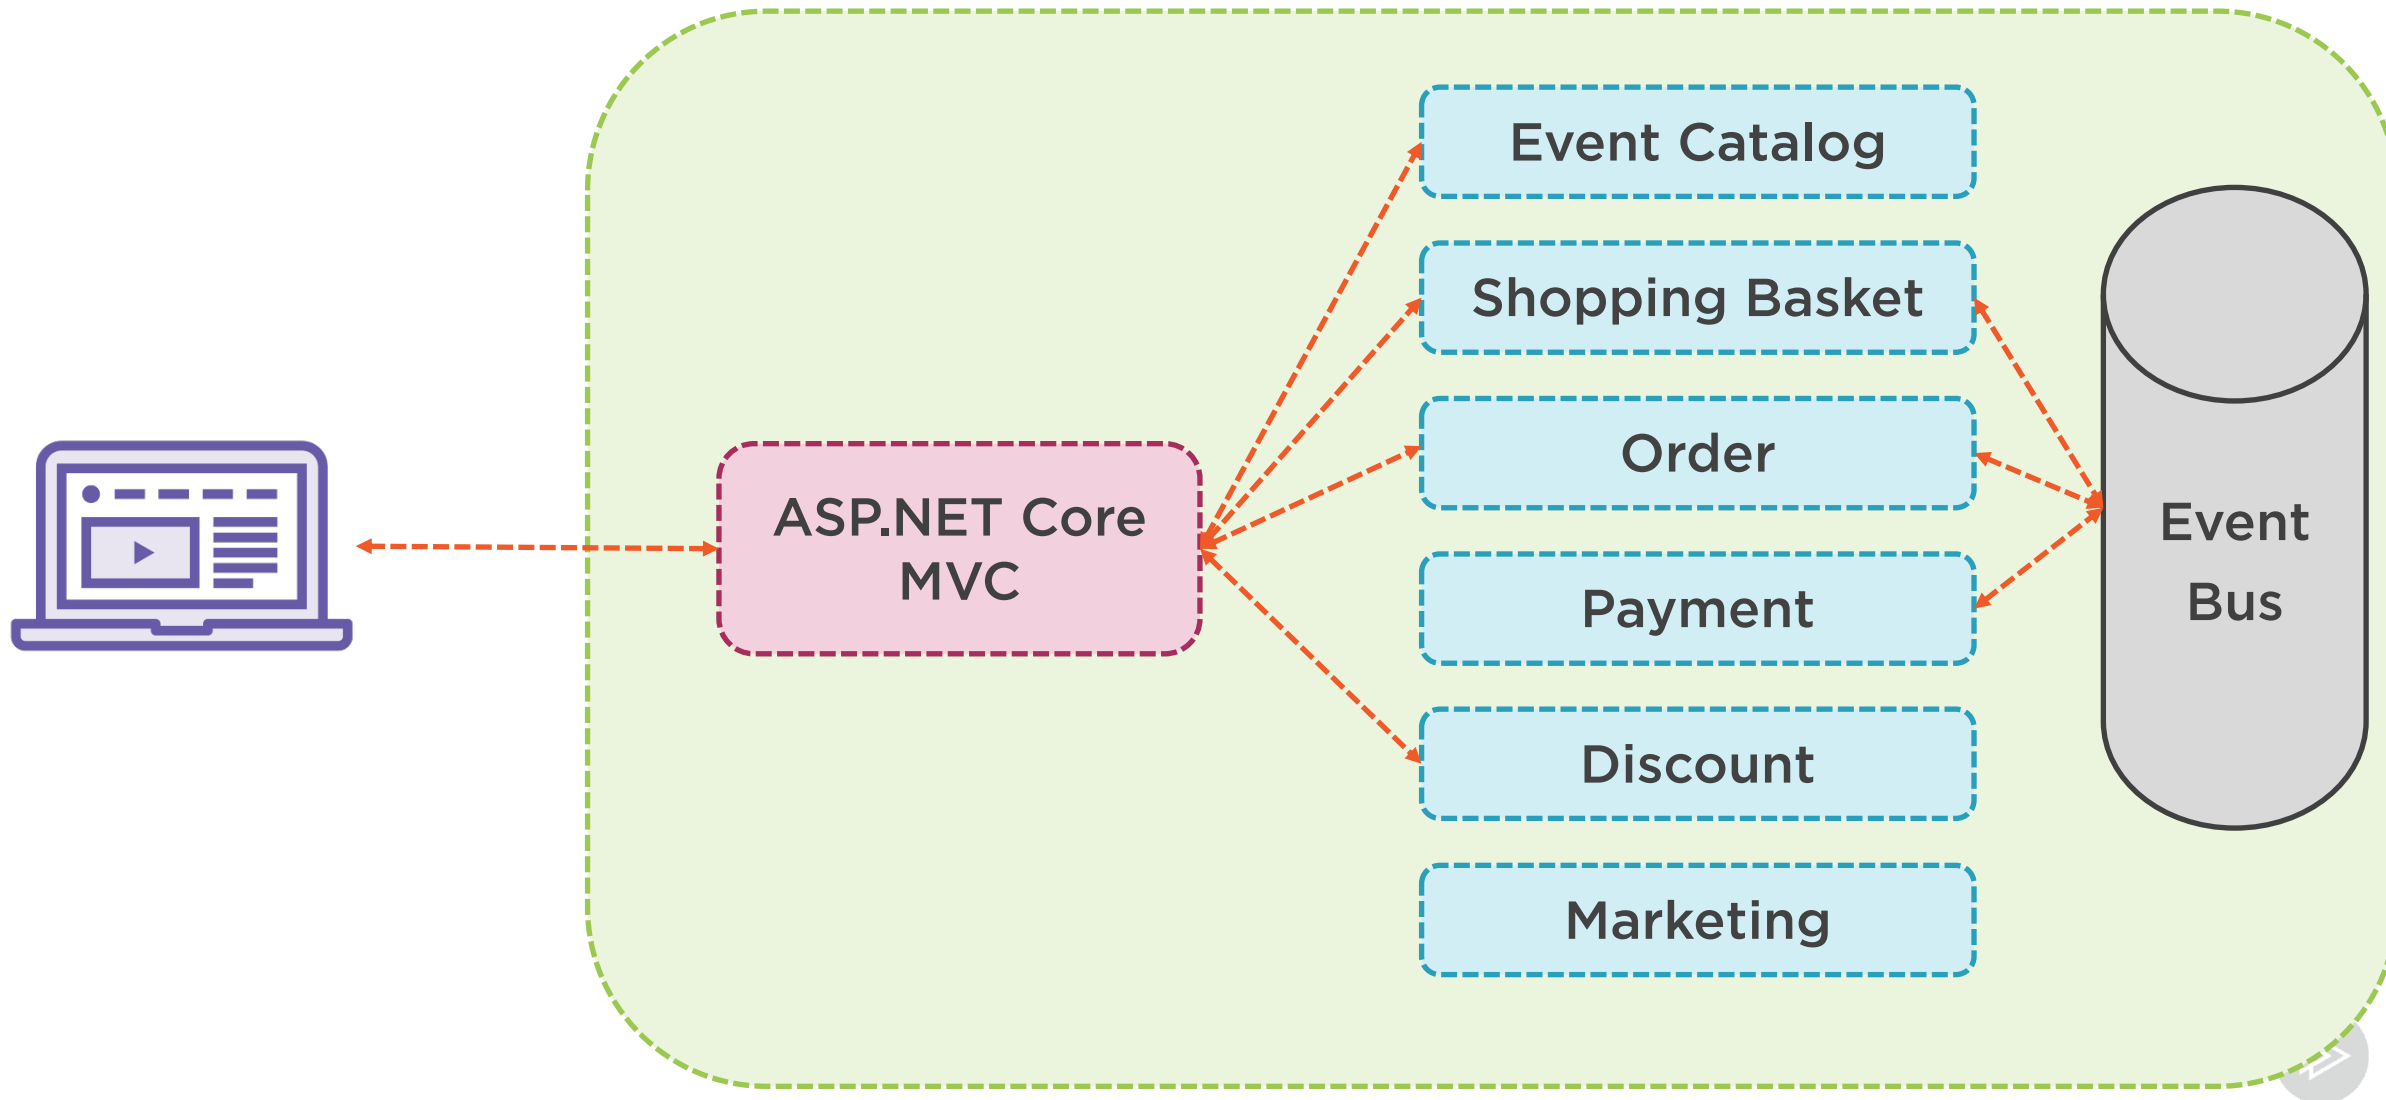 Event Catalog
Shopping Basket
Order
ASP.NET Core
MVC
Payment
Discount
Marketing
Event
Bus